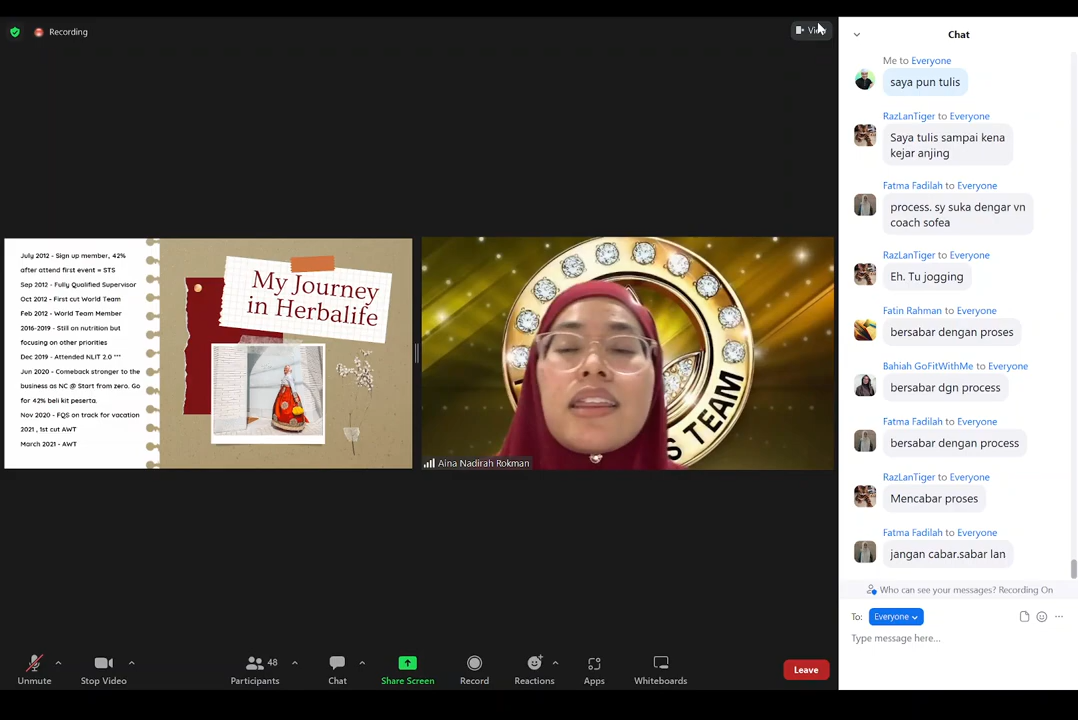 Recording
View
July 2012 - Sign up member, 42%
after attend first event = STS
Sep 2012 - Fully Qualified Supervisor
Oct 2012 - First cut World Team
Feb 2012 - World Team Member
2016-2019 - Still on nutrition but
focusing on other priorities
Dec 2019 - Attended NLIT 2.0 ***
Jun 2020 - Comeback stronger to the
business as NC @ Start from zero. Go
for 42% beli kit peserta.
Nov 2020 - FQS on track for vacation
2021 , 1st cut AWT
March 2021 - AWT
My Journey
in Herbalife
TEAM
Aina Nadirah Rokman
Chat
Me to Everyone
saya pun tulis
RazLanTiger to Everyone
Saya tulis sampai kena
kejar anjing
Fatma Fadilah to Everyone
process. sy suka dengar vn
coach sofea
RazLanTiger to Everyone
Eh. Tu jogging
Fatin Rahman to Everyone
bersabar dengan proses
Bahiah GoFitWithMe to Everyone
bersabar dgn process
Fatma Fadilah to Everyone
bersabar dengan process
RazLanTiger to Everyone
Mencabar proses
Fatma Fadilah to Everyone
jangan cabar.sabar lan
Who can see your messages? Recording On
To: Everyone
Type message here...
Unmute
Stop Video
48
Participants
Chat
Share Screen
Record
Reactions
Apps
Whiteboards
Leave